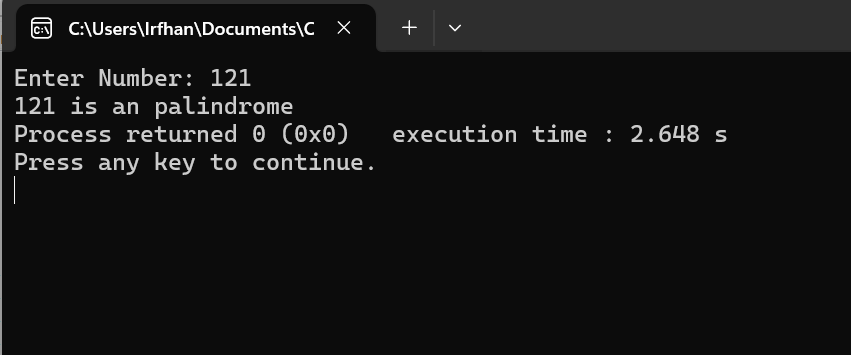 C:\Users\Irfhan\Documents\C
Enter Number: 121
121 is an palindrome
Process returned 0 (0x0)   execution time : 2.648 s
Press any key to continue.